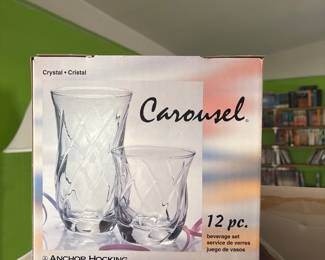 Crystal • Cristal
Carousel®
12 pc.
beverage set
service de verres
juego de vasos
ANCHOR HOCKING